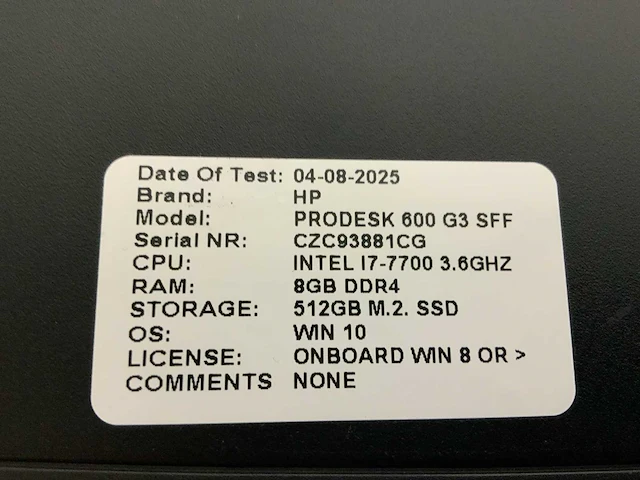 Date Of Test: 04-08-2025
Brand: HP
Model: PRODESK 600 G3 SFF
Serial NR: CZC93881CG
CPU: INTEL I7-7700 3.6GHZ
RAM: 8GB DDR4
STORAGE: 512GB M.2. SSD
OS: WIN 10
LICENSE: ONBOARD WIN 8 OR >
COMMENTS NONE